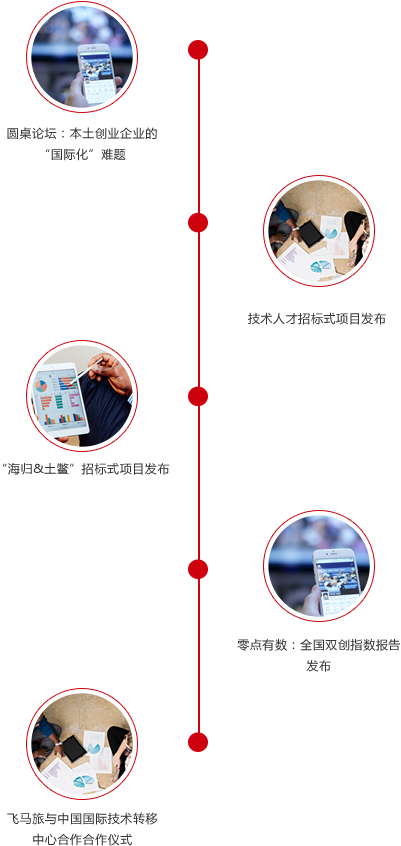 圆桌论坛：本土创业企业的
“国际化”难题
技术人才招标式项目发布
“海归&土鳖”招标式项目发布
零点有数：全国双创指数报告
发布
飞马旅与中国国际技术转移
中心合作合作仪式